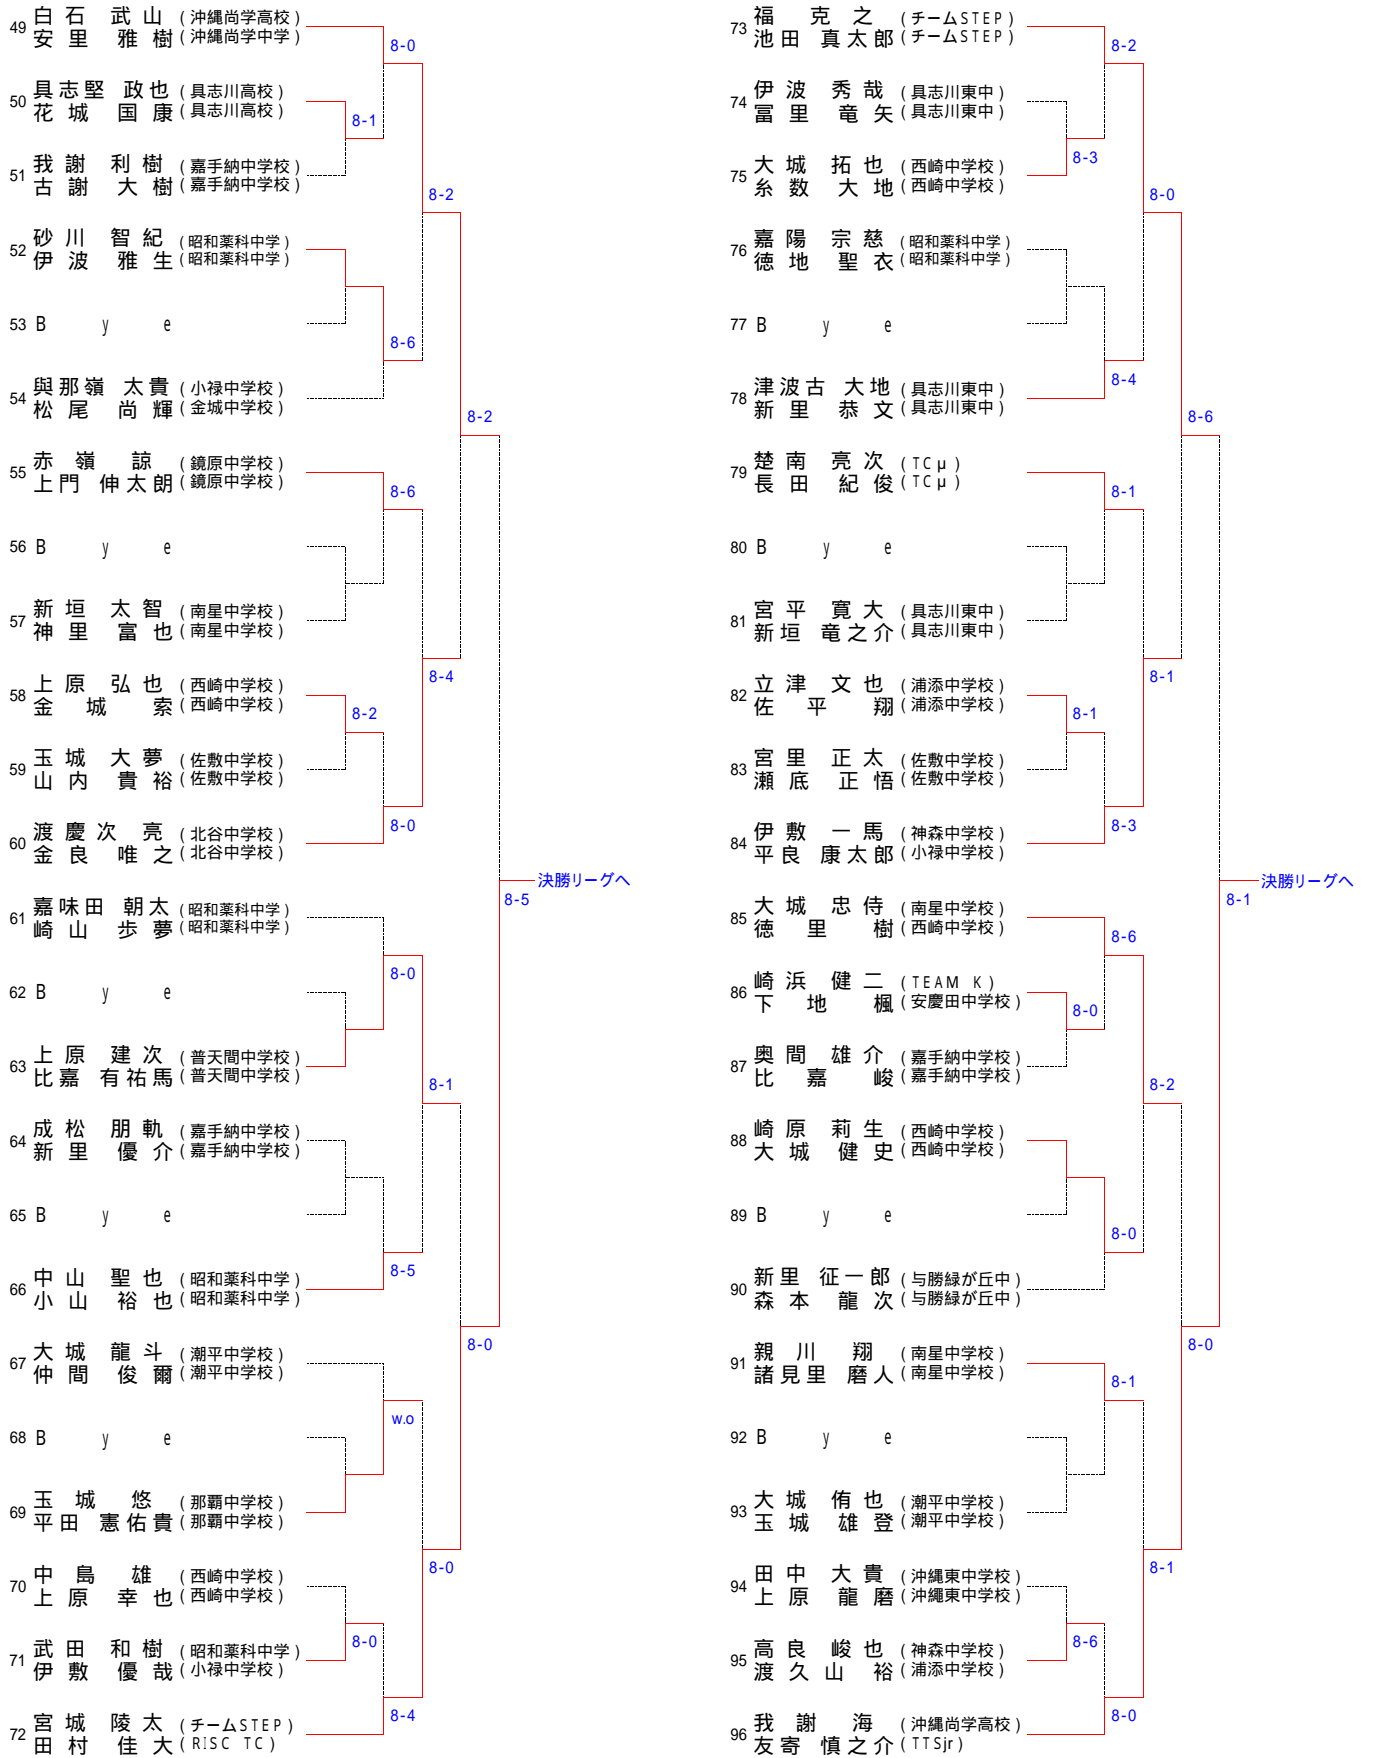 49 白石 武山 (沖縄尚学高校)
安里 雅樹 (沖縄尚学中学)
8-0
50 具志堅 政也 (具志川高校)
花城 国康 (具志川高校)
8-1
51 我謝 利樹 (嘉手納中学校)
古謝 大樹 (嘉手納中学校)
8-2
52 砂川 智紀 (昭和薬科中学)
伊波 雅生 (昭和薬科中学)
53 Bye
8-6
54 與那嶺 太貴 (小禄中学校)
松尾 尚輝 (金城中学校)
8-2
55 赤嶺 諒 (鏡原中学校)
上門 伸太朗 (鏡原中学校)
8-6
56 Bye
57 新垣 太智 (南星中学校)
神里 富也 (南星中学校)
8-4
58 上原 弘也 (西崎中学校)
金城 索 (西崎中学校)
8-2
59 玉城 大夢 (佐敷中学校)
山内 貴裕 (佐敷中学校)
8-0
60 渡慶次 亮 (北谷中学校)
金良 唯之 (北谷中学校)
決勝リーグへ
8-5
61 嘉味田 朝太 (昭和薬科中学)
崎山 歩夢 (昭和薬科中学)
8-0
62 Bye
63 上原 建次 (普天間中学校)
比嘉 有祐馬 (普天間中学校)
8-1
64 成松 朋軌 (嘉手納中学校)
新里 優介 (嘉手納中学校)
65 Bye
8-5
66 中山 聖也 (昭和薬科中学)
小山 裕也 (昭和薬科中学)
8-0
67 大城 龍斗 (潮平中学校)
仲間 俊爾 (潮平中学校)
w.o
68 Bye
69 玉城 悠 (那覇中学校)
平田 憲佑貴 (那覇中学校)
8-0
70 中島 雄 (西崎中学校)
上原 幸也 (西崎中学校)
8-0
71 武田 和樹 (昭和薬科中学)
伊敷 優哉 (小禄中学校)
8-4
72 宮城 陵太 (チームSTEP)
田村 佳大 (RISC TC)
73 福 克之 (チームSTEP)
池田 真太郎 (チームSTEP)
8-2
74 伊波 秀哉 (具志川東中)
冨里 竜矢 (具志川東中)
8-3
75 大城 拓也 (西崎中学校)
糸数 大地 (西崎中学校)
8-0
76 嘉陽 宗慈 (昭和薬科中学)
徳地 聖衣 (昭和薬科中学)
77 Bye
8-4
78 津波古 大地 (具志川東中)
新里 恭文 (具志川東中)
8-6
79 楚南 亮次 (TCμ)
長田 紀俊 (TCμ)
8-1
80 Bye
81 宮平 寛大 (具志川東中)
新垣 竜之介 (具志川東中)
8-1
82 立津 文也 (浦添中学校)
佐平 翔 (浦添中学校)
8-1
83 宮里 正太 (佐敷中学校)
瀬底 正悟 (佐敷中学校)
8-3
84 伊敷 一馬 (神森中学校)
平良 康太郎 (小禄中学校)
決勝リーグへ
8-1
85 大城 忠侍 (南星中学校)
徳里 樹 (西崎中学校)
8-6
86 崎浜 健二 (TEAM K)
下地 楓 (安慶田中学校)
8-0
87 奥間 雄介 (嘉手納中学校)
比嘉 峻 (嘉手納中学校)
8-2
88 崎原 莉生 (西崎中学校)
大城 健史 (西崎中学校)
89 Bye
8-0
90 新里 征一郎 (与勝緑が丘中)
森本 龍次 (与勝緑が丘中)
8-0
91 親川 翔 (南星中学校)
諸見里 磨人 (南星中学校)
8-1
92 Bye
93 大城 侑也 (潮平中学校)
玉城 雄登 (潮平中学校)
8-1
94 田中 大貴 (沖縄東中学校)
上原 龍磨 (沖縄東中学校)
8-6
95 高良 峻也 (神森中学校)
渡久山 裕 (浦添中学校)
8-0
96 我謝 海 (沖縄尚学高校)
友寄 慎之介 (TTSjr)